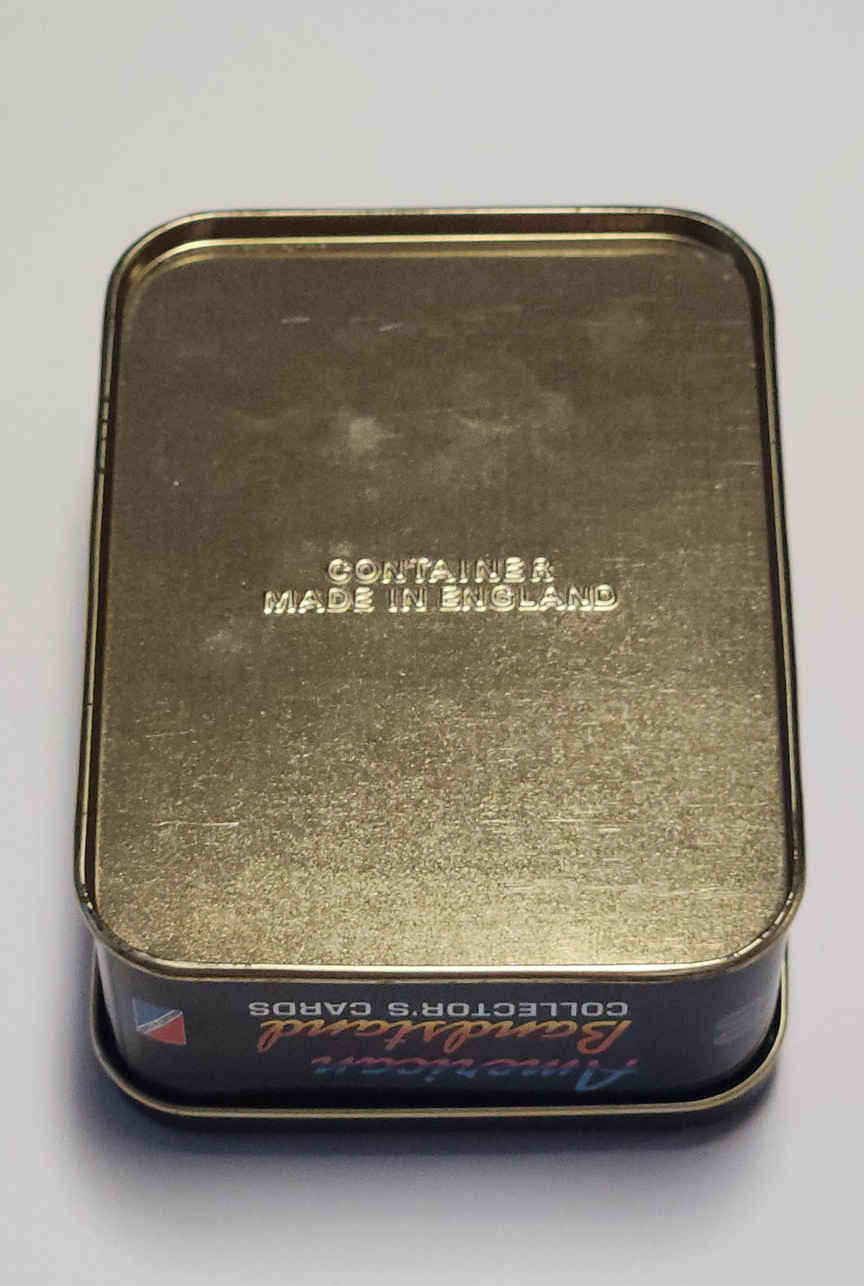 CONTAINER
MADE IN ENGLAND
American
Bandstand
COLLECTOR'S CARDS